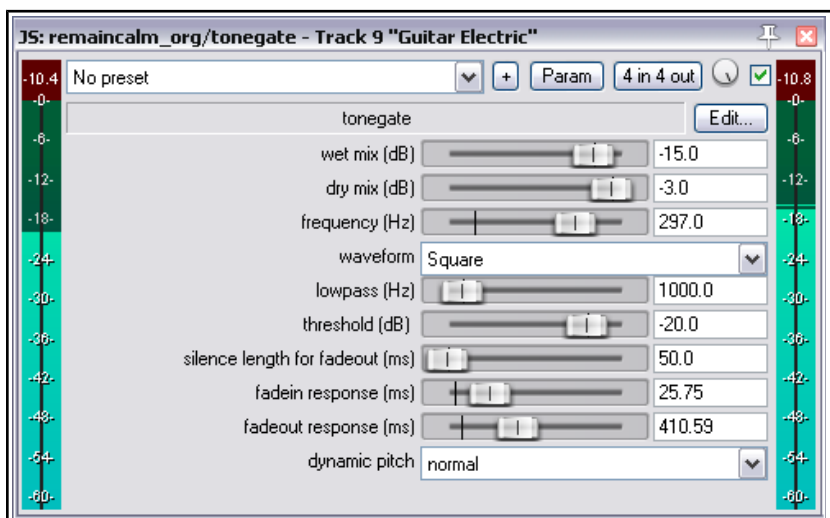 JS: remaincalm_org/tonegate - Track 9 "Guitar Electric"
-10.4 No preset + Param 4 in 4 out -10.8
-0- -0-
tonegate Edit...
-6- -6-
wet mix (dB) -15.0
-12- dry mix (dB) -3.0 -12-
-18- frequency (Hz) 297.0 -18-
-24- waveform Square -24-
-30- lowpass (Hz) 1000.0 -30-
threshold (dB) -20.0
-36- -36-
silence length for fadeout (ms) 50.0
-42- fadein response (ms) 25.75 -42-
-48- fadeout response (ms) 410.59 -48-
-54- dynamic pitch normal -54-
-60- -60-